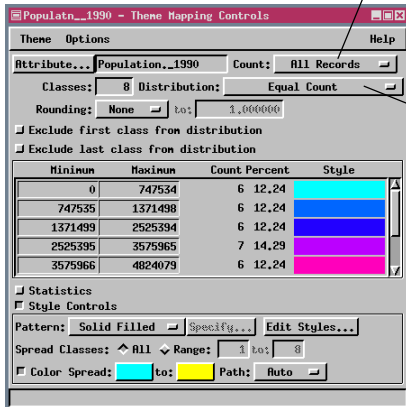 Populatn__1990 - Theme Mapping Controls
Theme Options Help
Attribute... Population._1990 Count: All Records
Classes: 8 Distribution: Equal Count
Rounding: None to: 1.000000
Exclude first class from distribution
Exclude last class from distribution
Minimum Maximum Count Percent Style
0 747534 6 12.24
747535 1371498 6 12.24
1371499 2525394 6 12.24
2525395 3575965 7 14.29
3575966 4824079 6 12.24
Statistics
Style Controls
Pattern: Solid Filled Specify... Edit Styles...
Spread Classes: All Range: 1 to: 8
Color Spread: to: Path: Auto